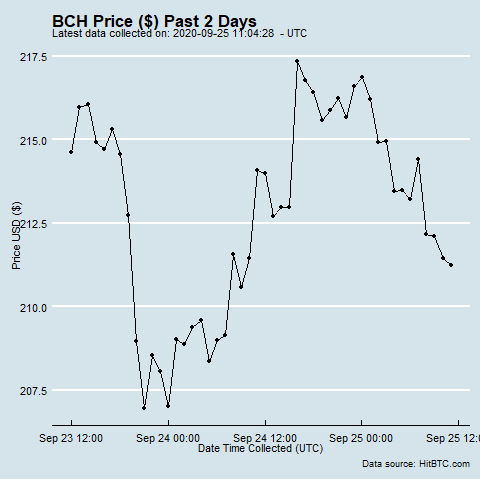 BCH Price ($) Past 2 Days
Latest data collected on: 2020-09-25 11:04:28 - UTC
217.5
215.0
212.5
210.0
207.5
Price USD ($)
Sep 23 12:00 Sep 24 00:00 Sep 24 12:00 Sep 25 00:00 Sep 25 12:0
Date Time Collected (UTC)
Data source: HitBTC.com